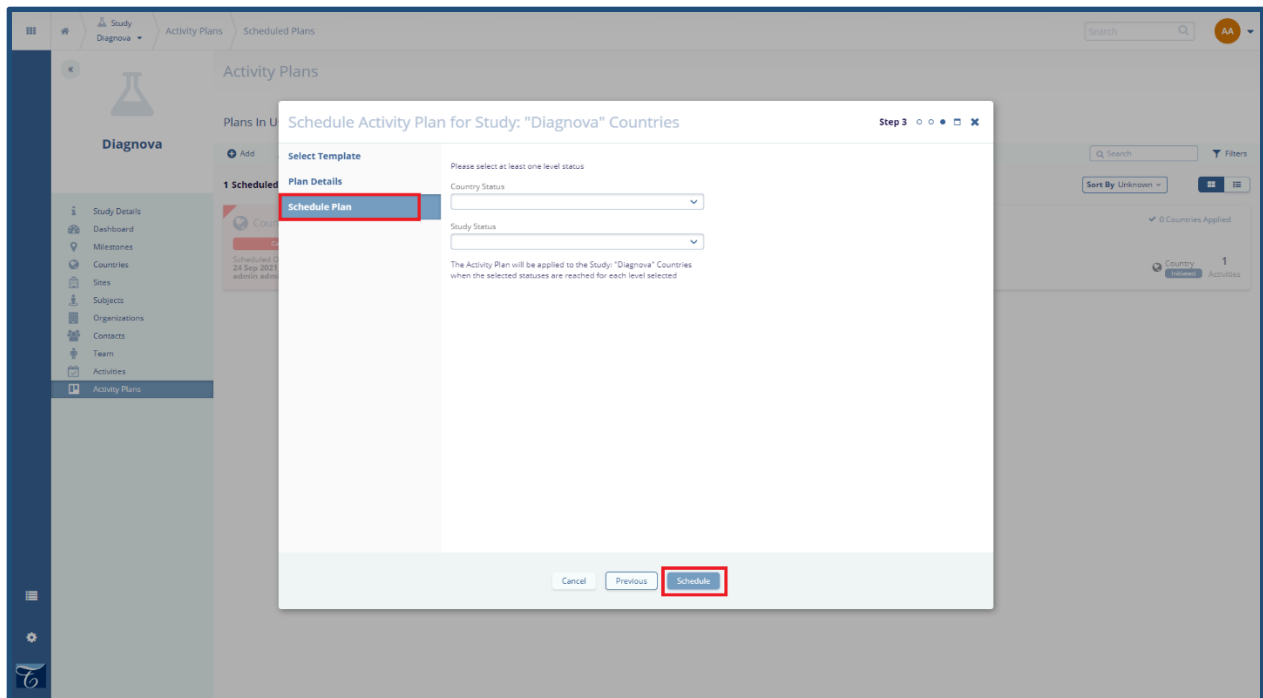 Study
Diagnova
Activity Plans
Scheduled Plans
Search
AA
Activity Plans
Diagnova
Plans In U
Add
Search
Filters
1 Scheduled
Sort By Unknown
Study Details
Dashboard
Milestones
Countries
Sites
Subjects
Organizations
Contacts
Team
Activities
Activity Plans
Coun
Ca
Scheduled O
24 Sep 2021
admin adm
0 Countries Applied
Country 1
Initiated Activities
Schedule Activity Plan for Study: "Diagnova" Countries
Step 3
Select Template
Plan Details
Schedule Plan
Please select at least one level status
Country Status
Study Status
The Activity Plan will be applied to the Study: "Diagnova" Countries
when the selected statuses are reached for each level selected
Cancel
Previous
Schedule